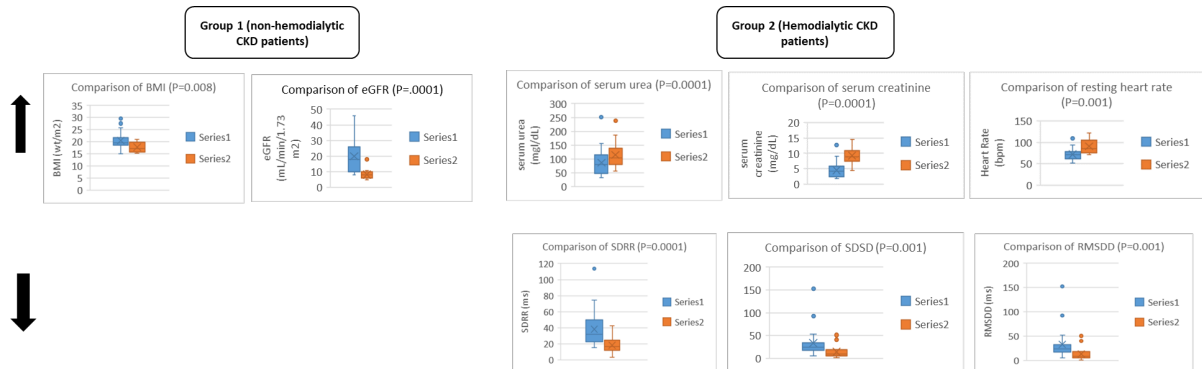 Group 1 (non-hemodialytic
CKD patients)
Group 2 (Hemodialytic CKD
patients)
Comparison of BMI (P=0.008)
BMI (wt/m2)
35
30
25
20
15
10
5
0
Series1
Series2
Comparison of eGFR (P=.0001)
eGFR
(mL/min/1.73
m2)
50
40
30
20
10
0
Series1
Series2
Comparison of serum urea (P=0.0001)
serum urea
(mgl/dL)
300
250
200
150
100
50
0
Series1
Series2
Comparison of serum creatinine
(P=0.0001)
serum
creatinine
(mg/dL)
20
15
10
5
0
Series1
Series2
Comparison of resting heart rate
(P=0.001)
Heart Rate
(bpm)
150
100
50
0
Series1
Series2
Comparison of SDRR (P=0.0001)
SDRR (ms)
120
100
80
60
40
20
0
Series1
Series2
Comparison of SDSD (P=0.001)
200
150
100
50
0
Series1
Series2
Comparison of RMSDD (P=0.001)
RMSDD (ms)
200
150
100
50
0
Series1
Series2